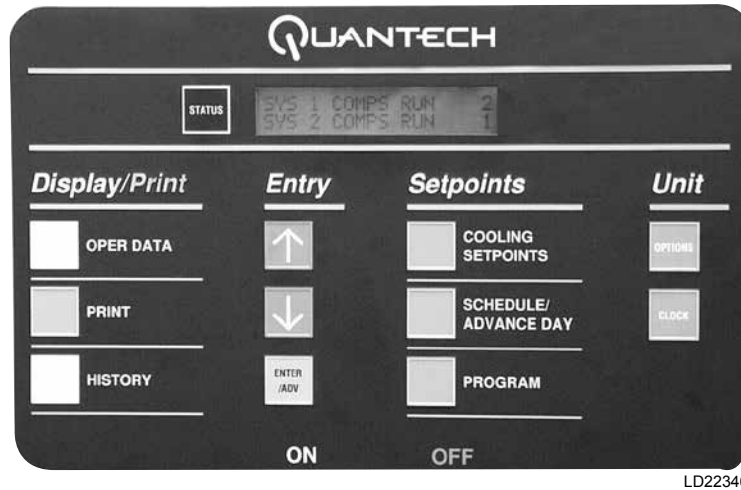 QUANTECH
STATUS
SYS 1 COMPS RUN 2
SYS 2 COMPS RUN 1
Display/Print Entry Setpoints Unit
OPER DATA
COOLING
SETPOINTS
OPTIONS
PRINT
SCHEDULE/
ADVANCE DAY
CLOCK
HISTORY
ENTER
/ADV
PROGRAM
ON OFF